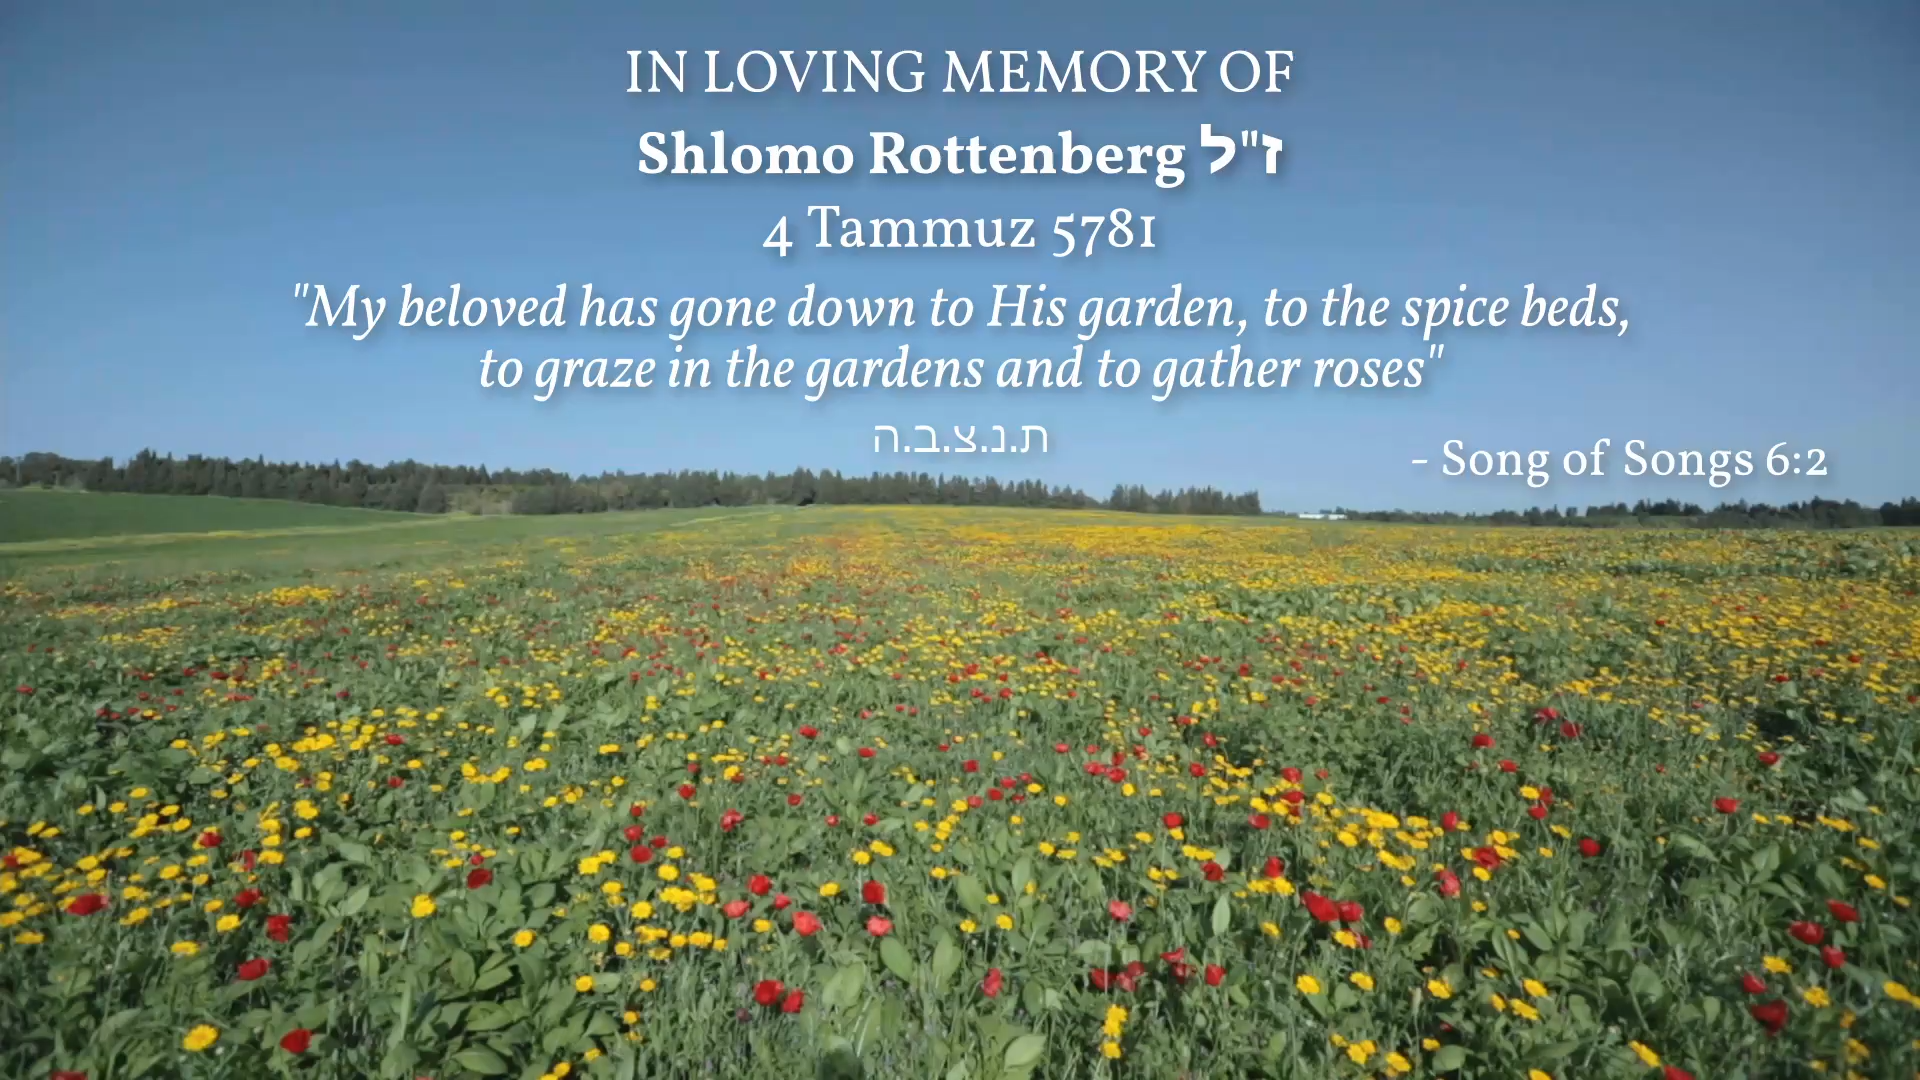 IN LOVING MEMORY OF
Shlomo Rottenberg ז"ל
4 Tammuz 5781
"My beloved has gone down to His garden, to the spice beds,
to graze in the gardens and to gather roses"
ת.נ.צ.ב.ה
- Song of Songs 6:2